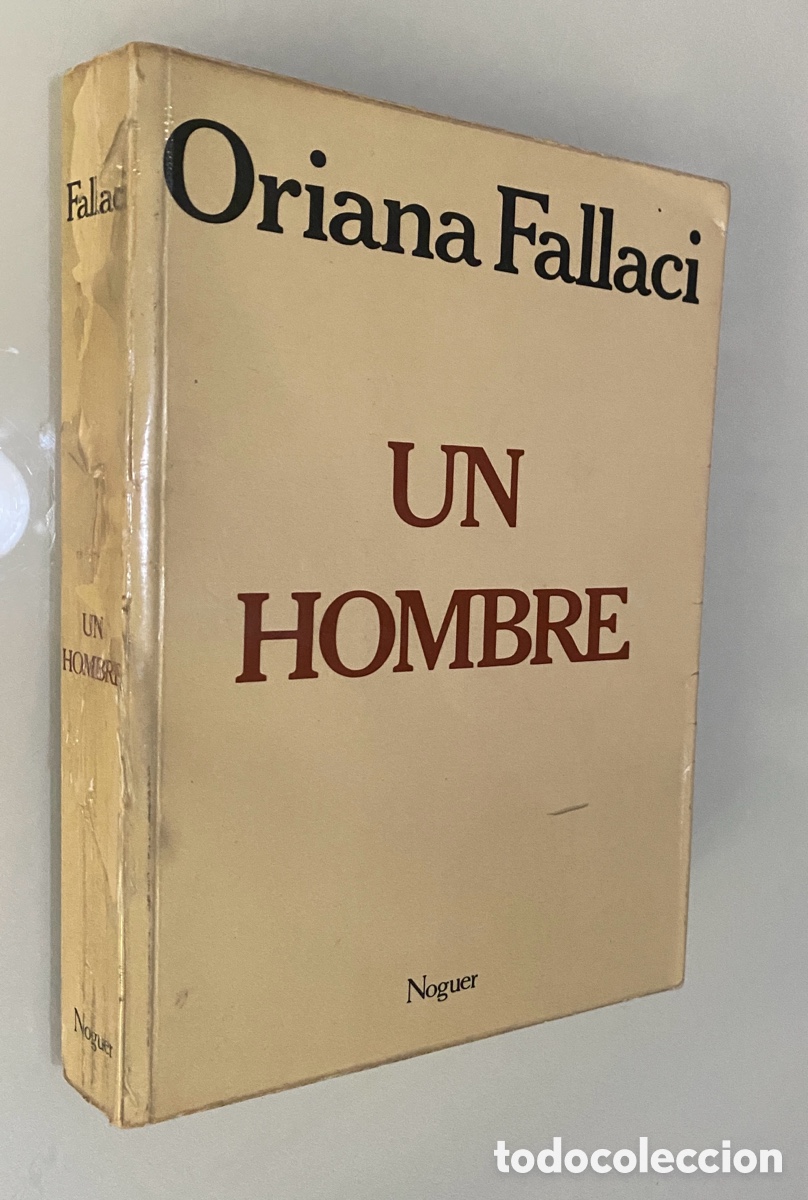 Fallaci
UN
HOMBRE
Noguer
Oriana Fallaci
UN
HOMBRE
Noguer
todocoleccion